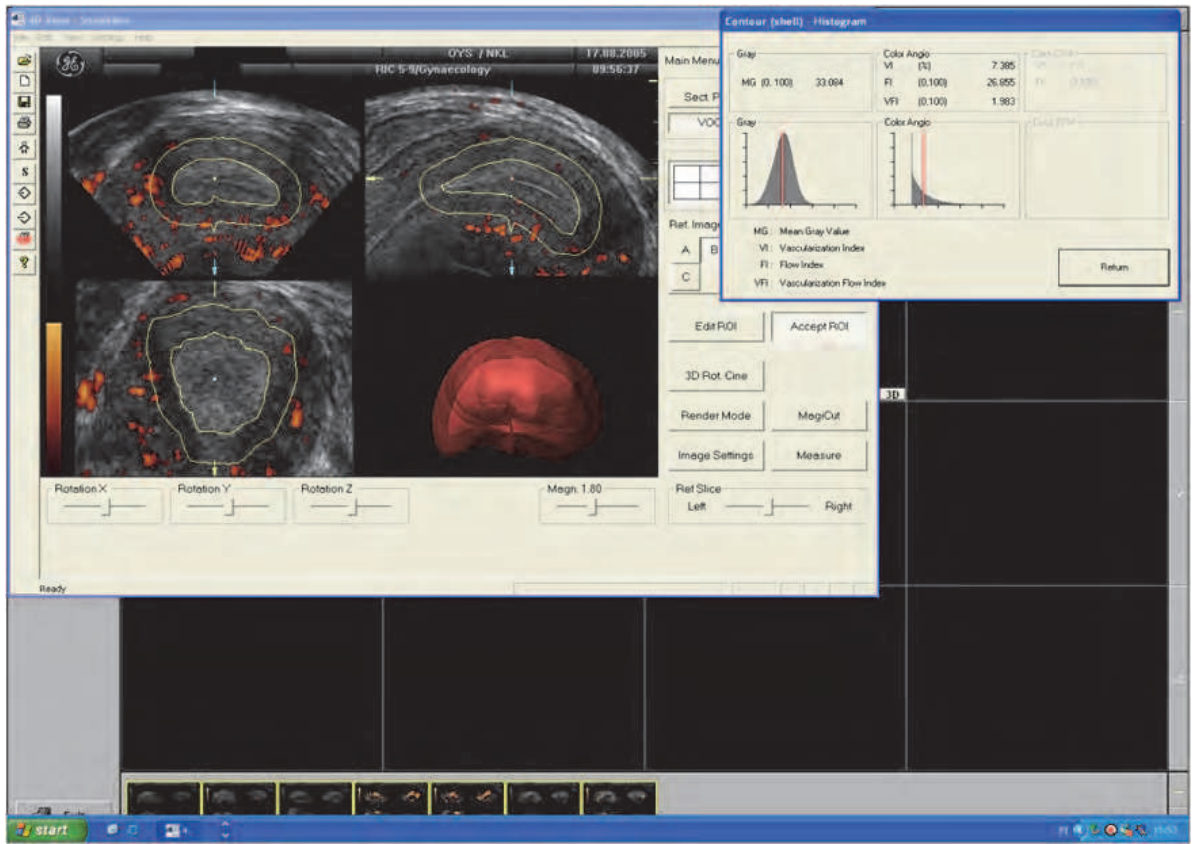 4D View -
Contour (shell) - Histogram
OYS / NKL 17.08.2005
RIC 5-9/Gynaecology 09:56:37
Main Menu
Sect P
VOC
Ret. Image
A B
C
Edit ROI Accept ROI
3D Rot. Cine
Render Mode MagiCut
Image Settings Measure
Rotation X Rotation Y Rotation Z Magn. 1.80 Ref Slice
Left Right
Ready
Gray
MG (0..100) 33.084
Color Angio
VI (%) 7.385
FI (0,100) 26.855
VFI (0,100) 1.983
Gray
Color Angio
MG : Mean Gray Value
VI : Vascularization Index
FI : Flow Index
VFI : Vascularization Flow Index
Return
3D
start